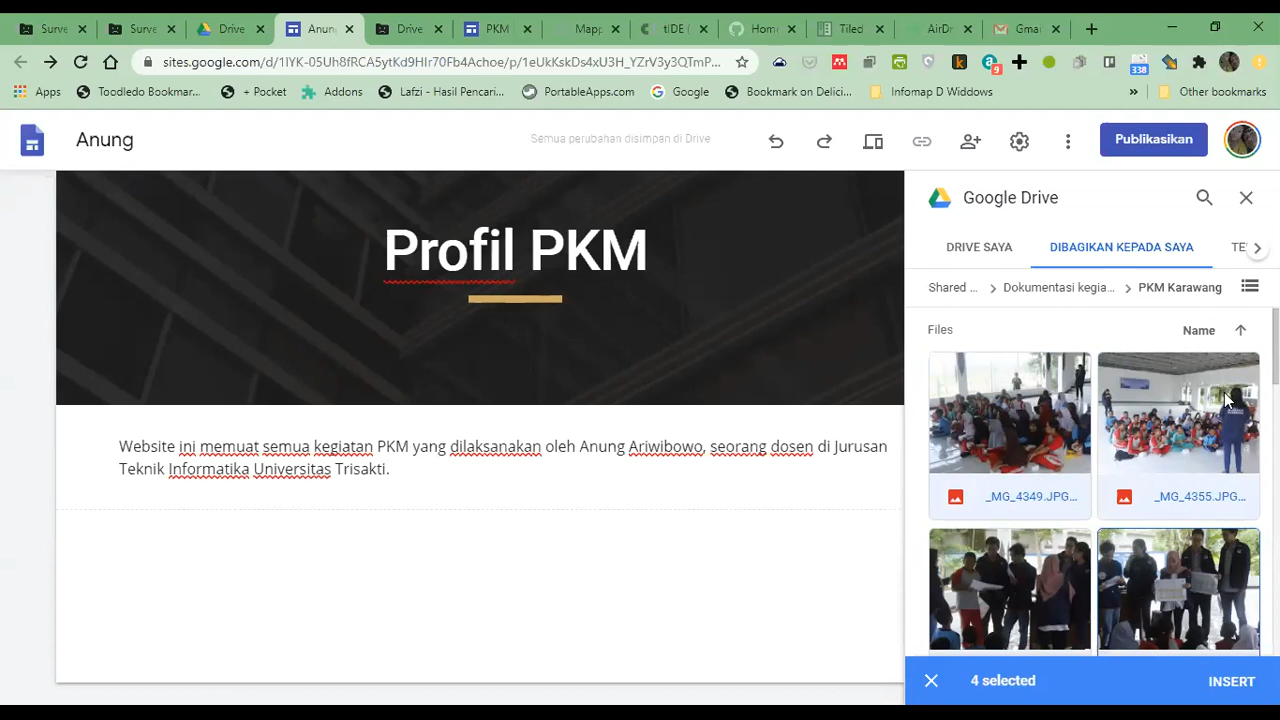 Surve
Surve
Drive
Anung
Drive
PKM
Mapp
tIDE (
Home
Tiled
AirDr
Gmai
sites.google.com/d/1IYK-05Uh8fRCA5ytKd9HIr70Fb4Achoe/p/1eUkKskDs4xU3H_YZrV3y3QTmP...
9
338
Apps
Toodledo Bookmar...
+ Pocket
Addons
Lafzi - Hasil Pencari...
PortableApps.com
Google
Bookmark on Delici...
Infomap D Widdows
»
Other bookmarks
Anung
Semua perubahan disimpan di Drive
Publikasikan
Profil PKM
Website ini memuat semua kegiatan PKM yang dilaksanakan oleh Anung Ariwibowo, seorang dosen di Jurusan
Teknik Informatika Universitas Trisakti.
Google Drive
DRIVE SAYA
DIBAGIKAN KEPADA SAYA
TE
Shared ...
Dokumentasi kegia...
PKM Karawang
Files
Name
_MG_4349.JPG...
_MG_4355.JPG...
4 selected
INSERT